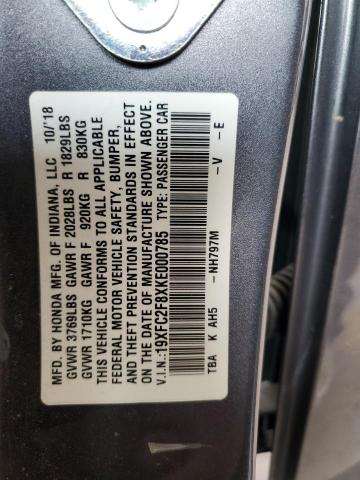 MFD. BY HONDA MFG. OF INDIANA, LLC 10/'18
GVWR 3769LBS GAWR F 2028LBS R 1829LBS
GVWR 1710KG GAWR F 920KG R 830KG
THIS VEHICLE CONFORMS TO ALL APPLICABLE
FEDERAL MOTOR VEHICLE SAFETY, BUMPER,
AND THEFT PREVENTION STANDARDS IN EFFECT
ON THE DATE OF MANUFACTURE SHOWN ABOVE.
V.I.N.: 19XFC2F8XKE000785 TYPE: PASSENGER CAR
-NH797M- -V - E
TBA K AH5